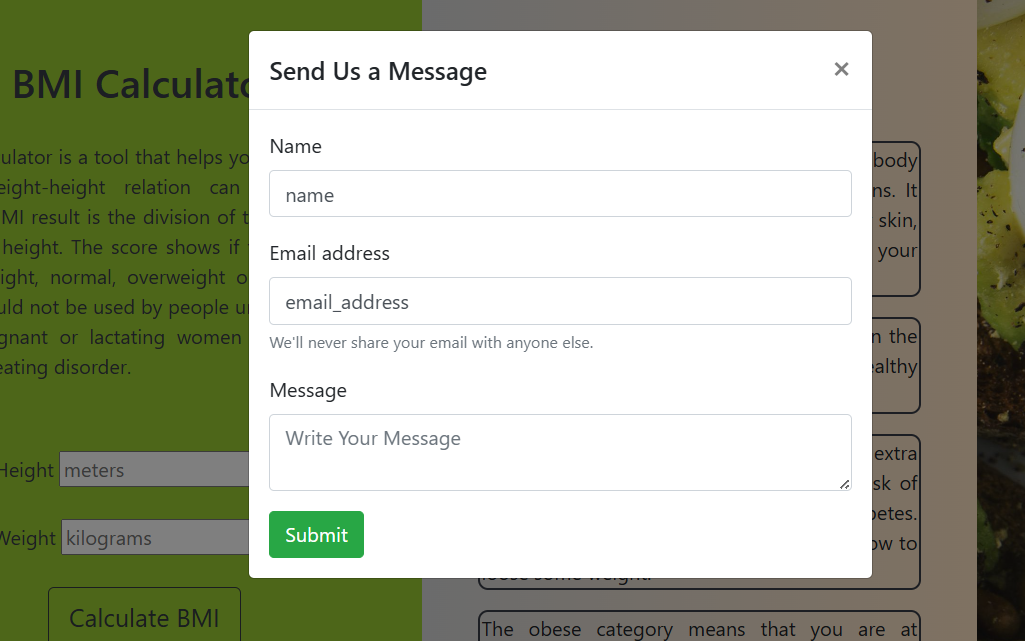 Send Us a Message
×
Name
name
Email address
email_address
We'll never share your email with anyone else.
Message
Write Your Message
Submit
BMI Calculato
ulator is a tool that helps yo
eight-height relation can
MI result is the division of t
height. The score shows if
ight, normal, overweight o
uld not be used by people u
gnant or lactating women
eating disorder.
Height meters
Weight kilograms
Calculate BMI
body
ns. It
skin,
your
n the
ealthy
extra
sk of
betes.
ow to
loose some weight.
The obese category means that you are at